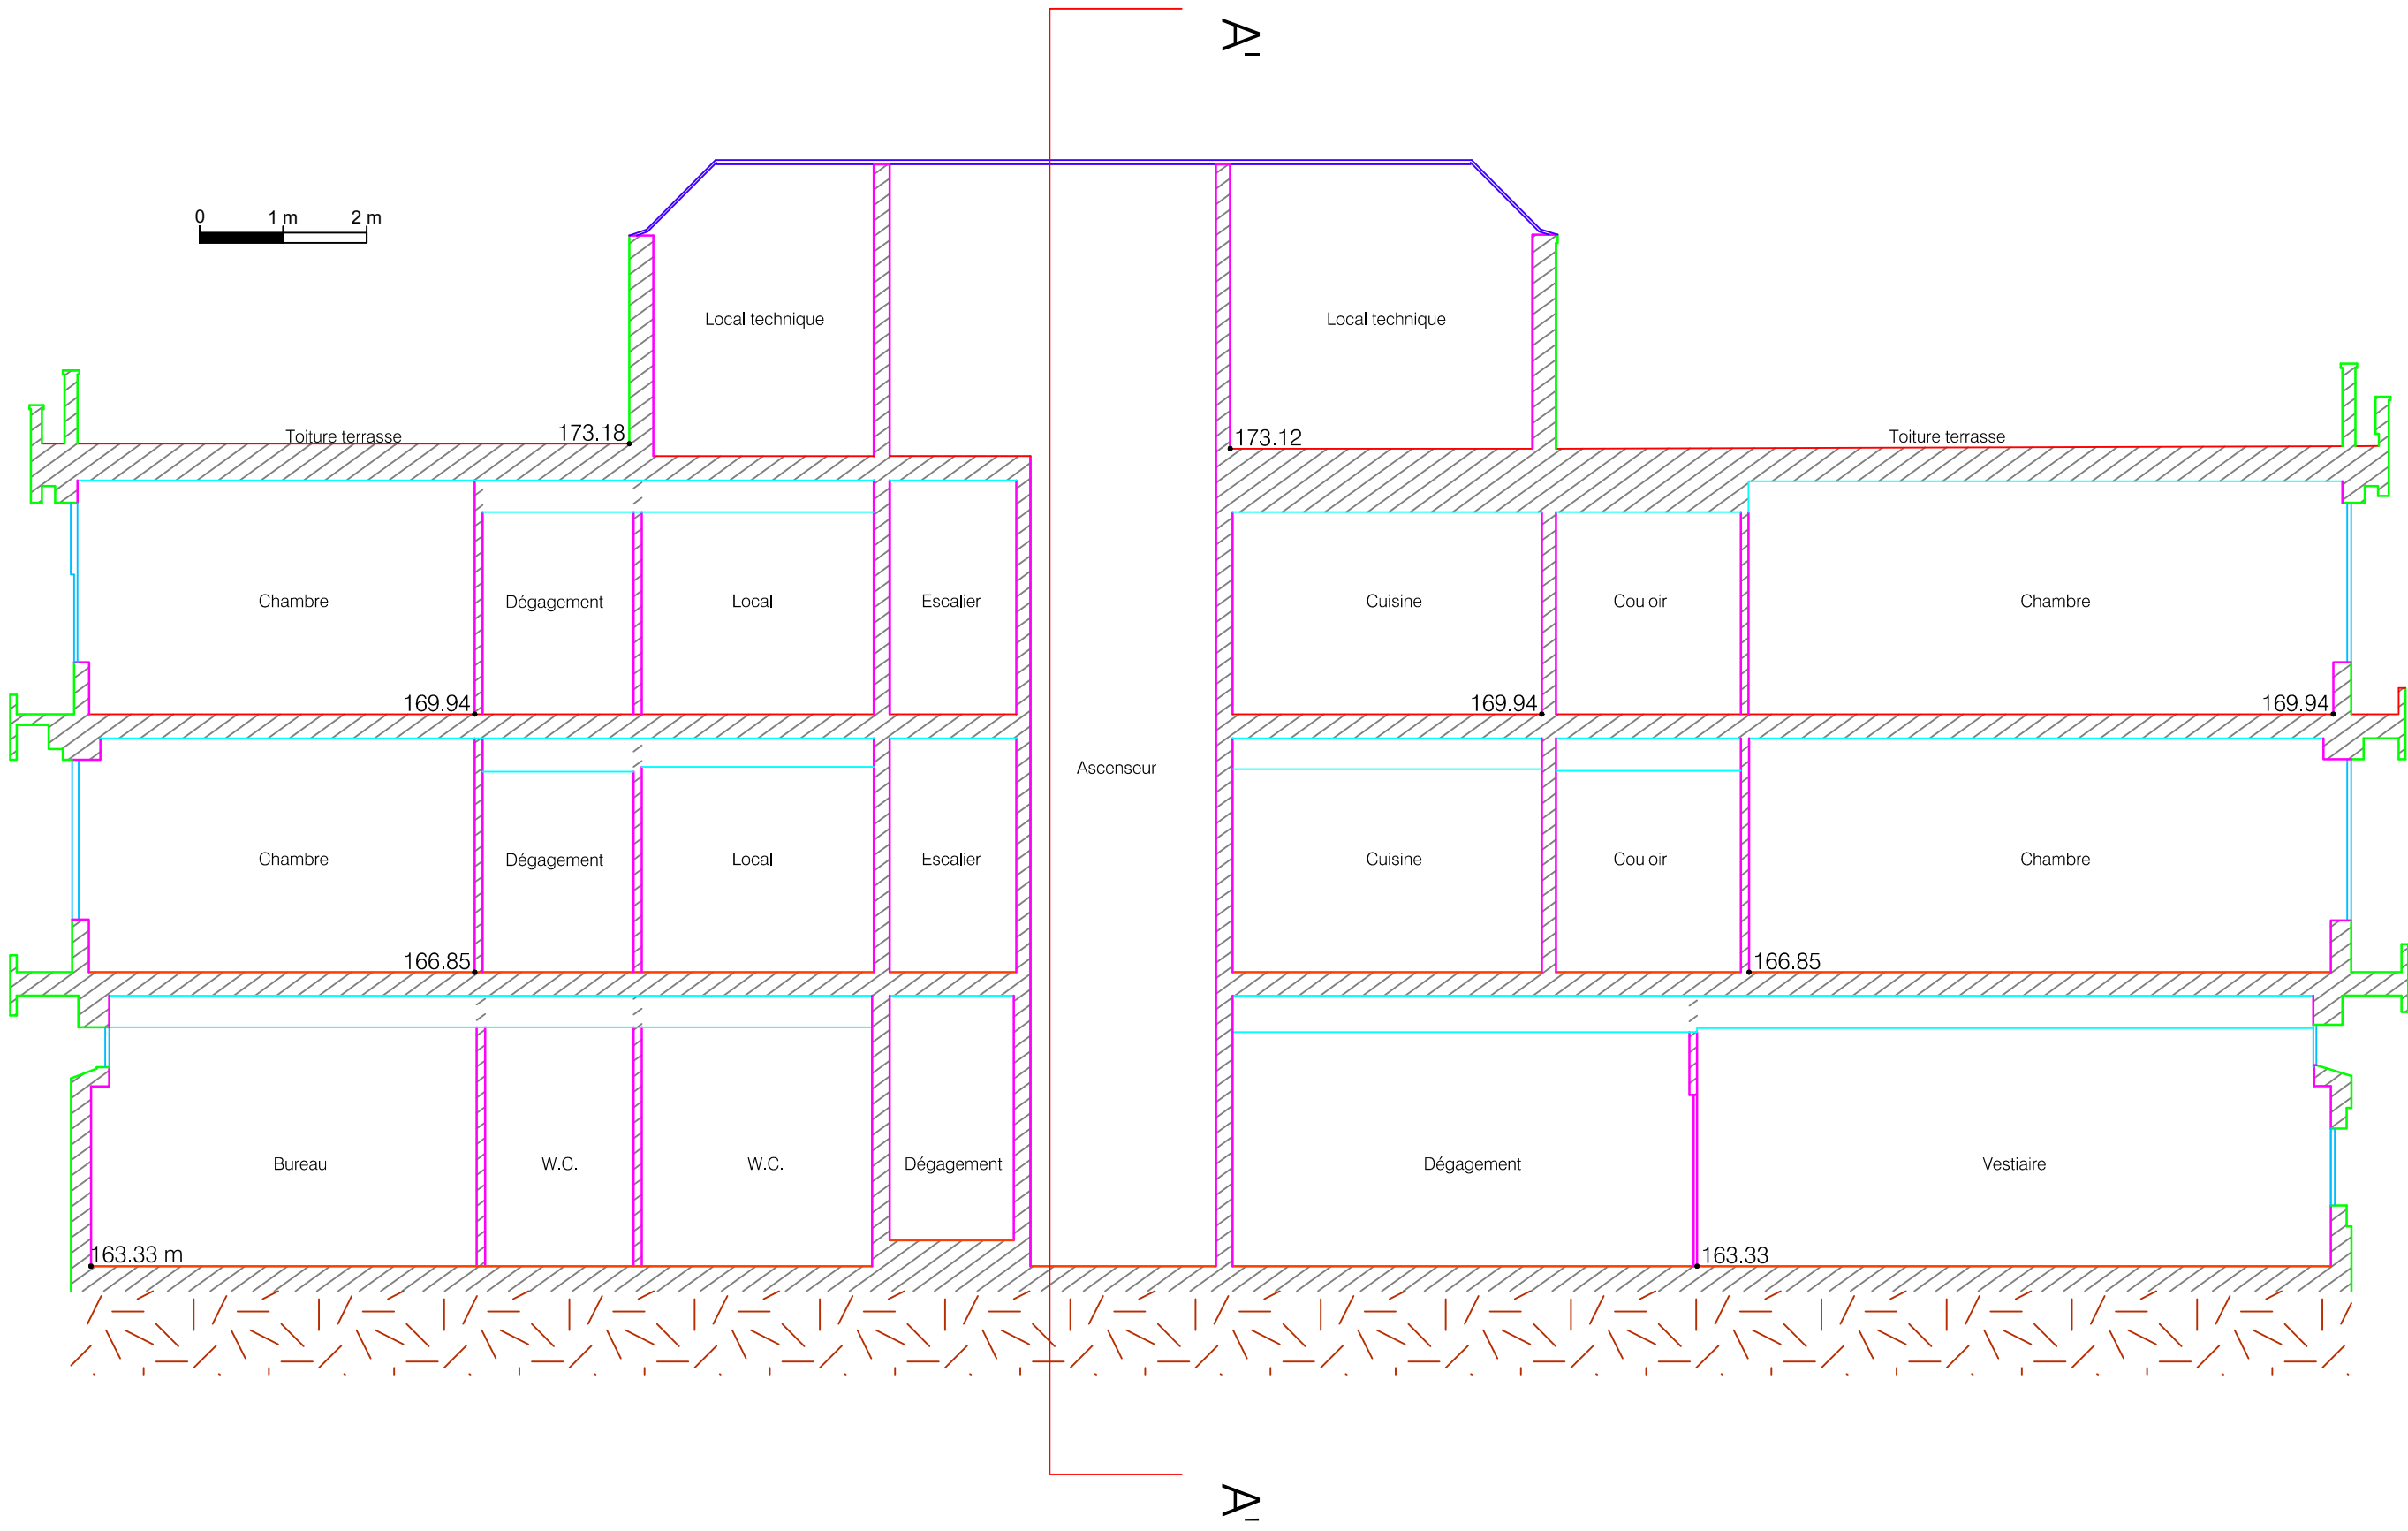 A'
0 1 m 2 m
Local technique Local technique
Toiture terrasse 173.18 173.12 Toiture terrasse
Chambre Dégagement Local Escalier Cuisine Couloir Chambre
169.94 169.94 169.94
Ascenseur
Chambre Dégagement Local Escalier Cuisine Couloir Chambre
166.85 166.85
Bureau W.C. W.C. Dégagement Dégagement Vestiaire
163.33 m 163.33
A'